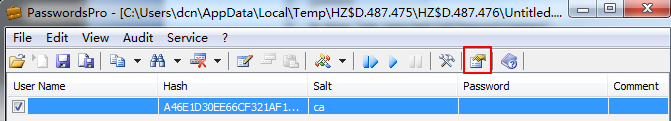 PasswordsPro - [C:\Users\dcn\AppData\Local\Temp\HZ$D.487.475\HZ$D.487.476\Untitled....
File Edit View Audit Service ?
User Name Hash Salt Password Comment
A46E1D30EE66CF321AF1... ca